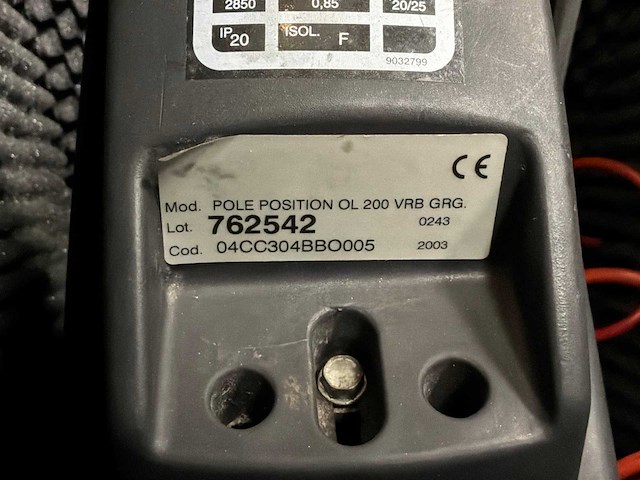 2850 0,85 20/25
IP20 ISOL. F
9032799
CE
Mod. POLE POSITION OL 200 VRB GRG.
Lot. 762542 0243
Cod. 04CC304BBO005 2003